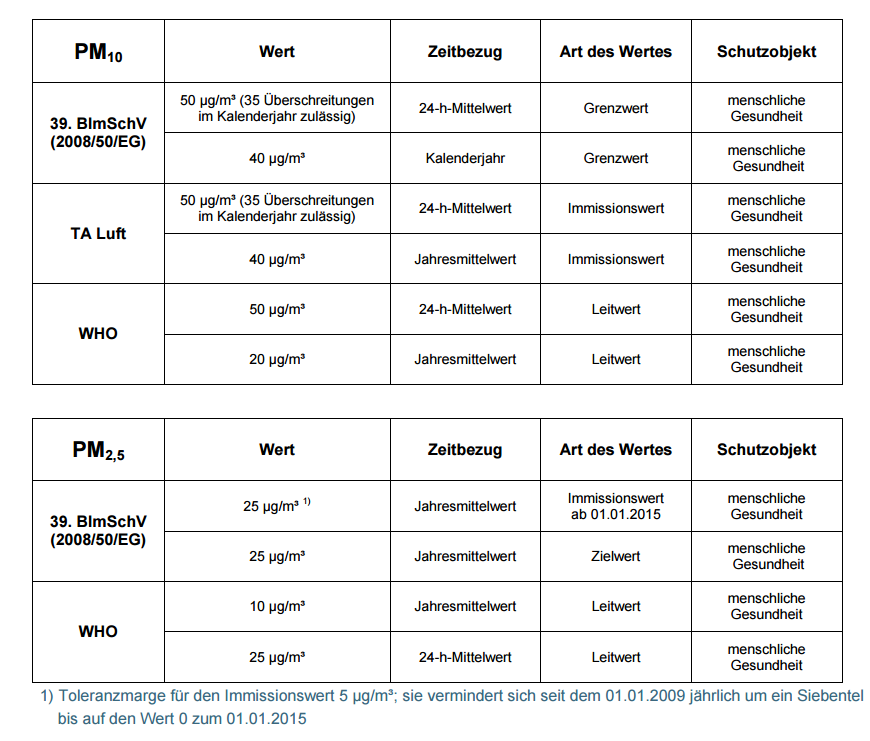 PM10 Wert Zeitbezug Art des Wertes Schutzobjekt
39. BImSchV
(2008/50/EG)
50 µg/m³ (35 Überschreitungen
im Kalenderjahr zulässig)
24-h-Mittelwert
Grenzwert
menschliche
Gesundheit
40 µg/m³
Kalenderjahr
Grenzwert
menschliche
Gesundheit
TA Luft
50 µg/m³ (35 Überschreitungen
im Kalenderjahr zulässig)
24-h-Mittelwert
Immissionswert
menschliche
Gesundheit
40 µg/m³
Jahresmittelwert
Immissionswert
menschliche
Gesundheit
WHO
50 µg/m³
24-h-Mittelwert
Leitwert
menschliche
Gesundheit
20 µg/m³
Jahresmittelwert
Leitwert
menschliche
Gesundheit
PM2,5 Wert Zeitbezug Art des Wertes Schutzobjekt
39. BImSchV
(2008/50/EG)
25 µg/m³ 1)
Jahresmittelwert
Immissionswert
ab 01.01.2015
menschliche
Gesundheit
25 µg/m³
Jahresmittelwert
Zielwert
menschliche
Gesundheit
WHO
10 µg/m³
Jahresmittelwert
Leitwert
menschliche
Gesundheit
25 µg/m³
24-h-Mittelwert
Leitwert
menschliche
Gesundheit
1) Toleranzmarge für den Immissionswert 5 µg/m³; sie vermindert sich seit dem 01.01.2009 jährlich um ein Siebentel
bis auf den Wert 0 zum 01.01.2015